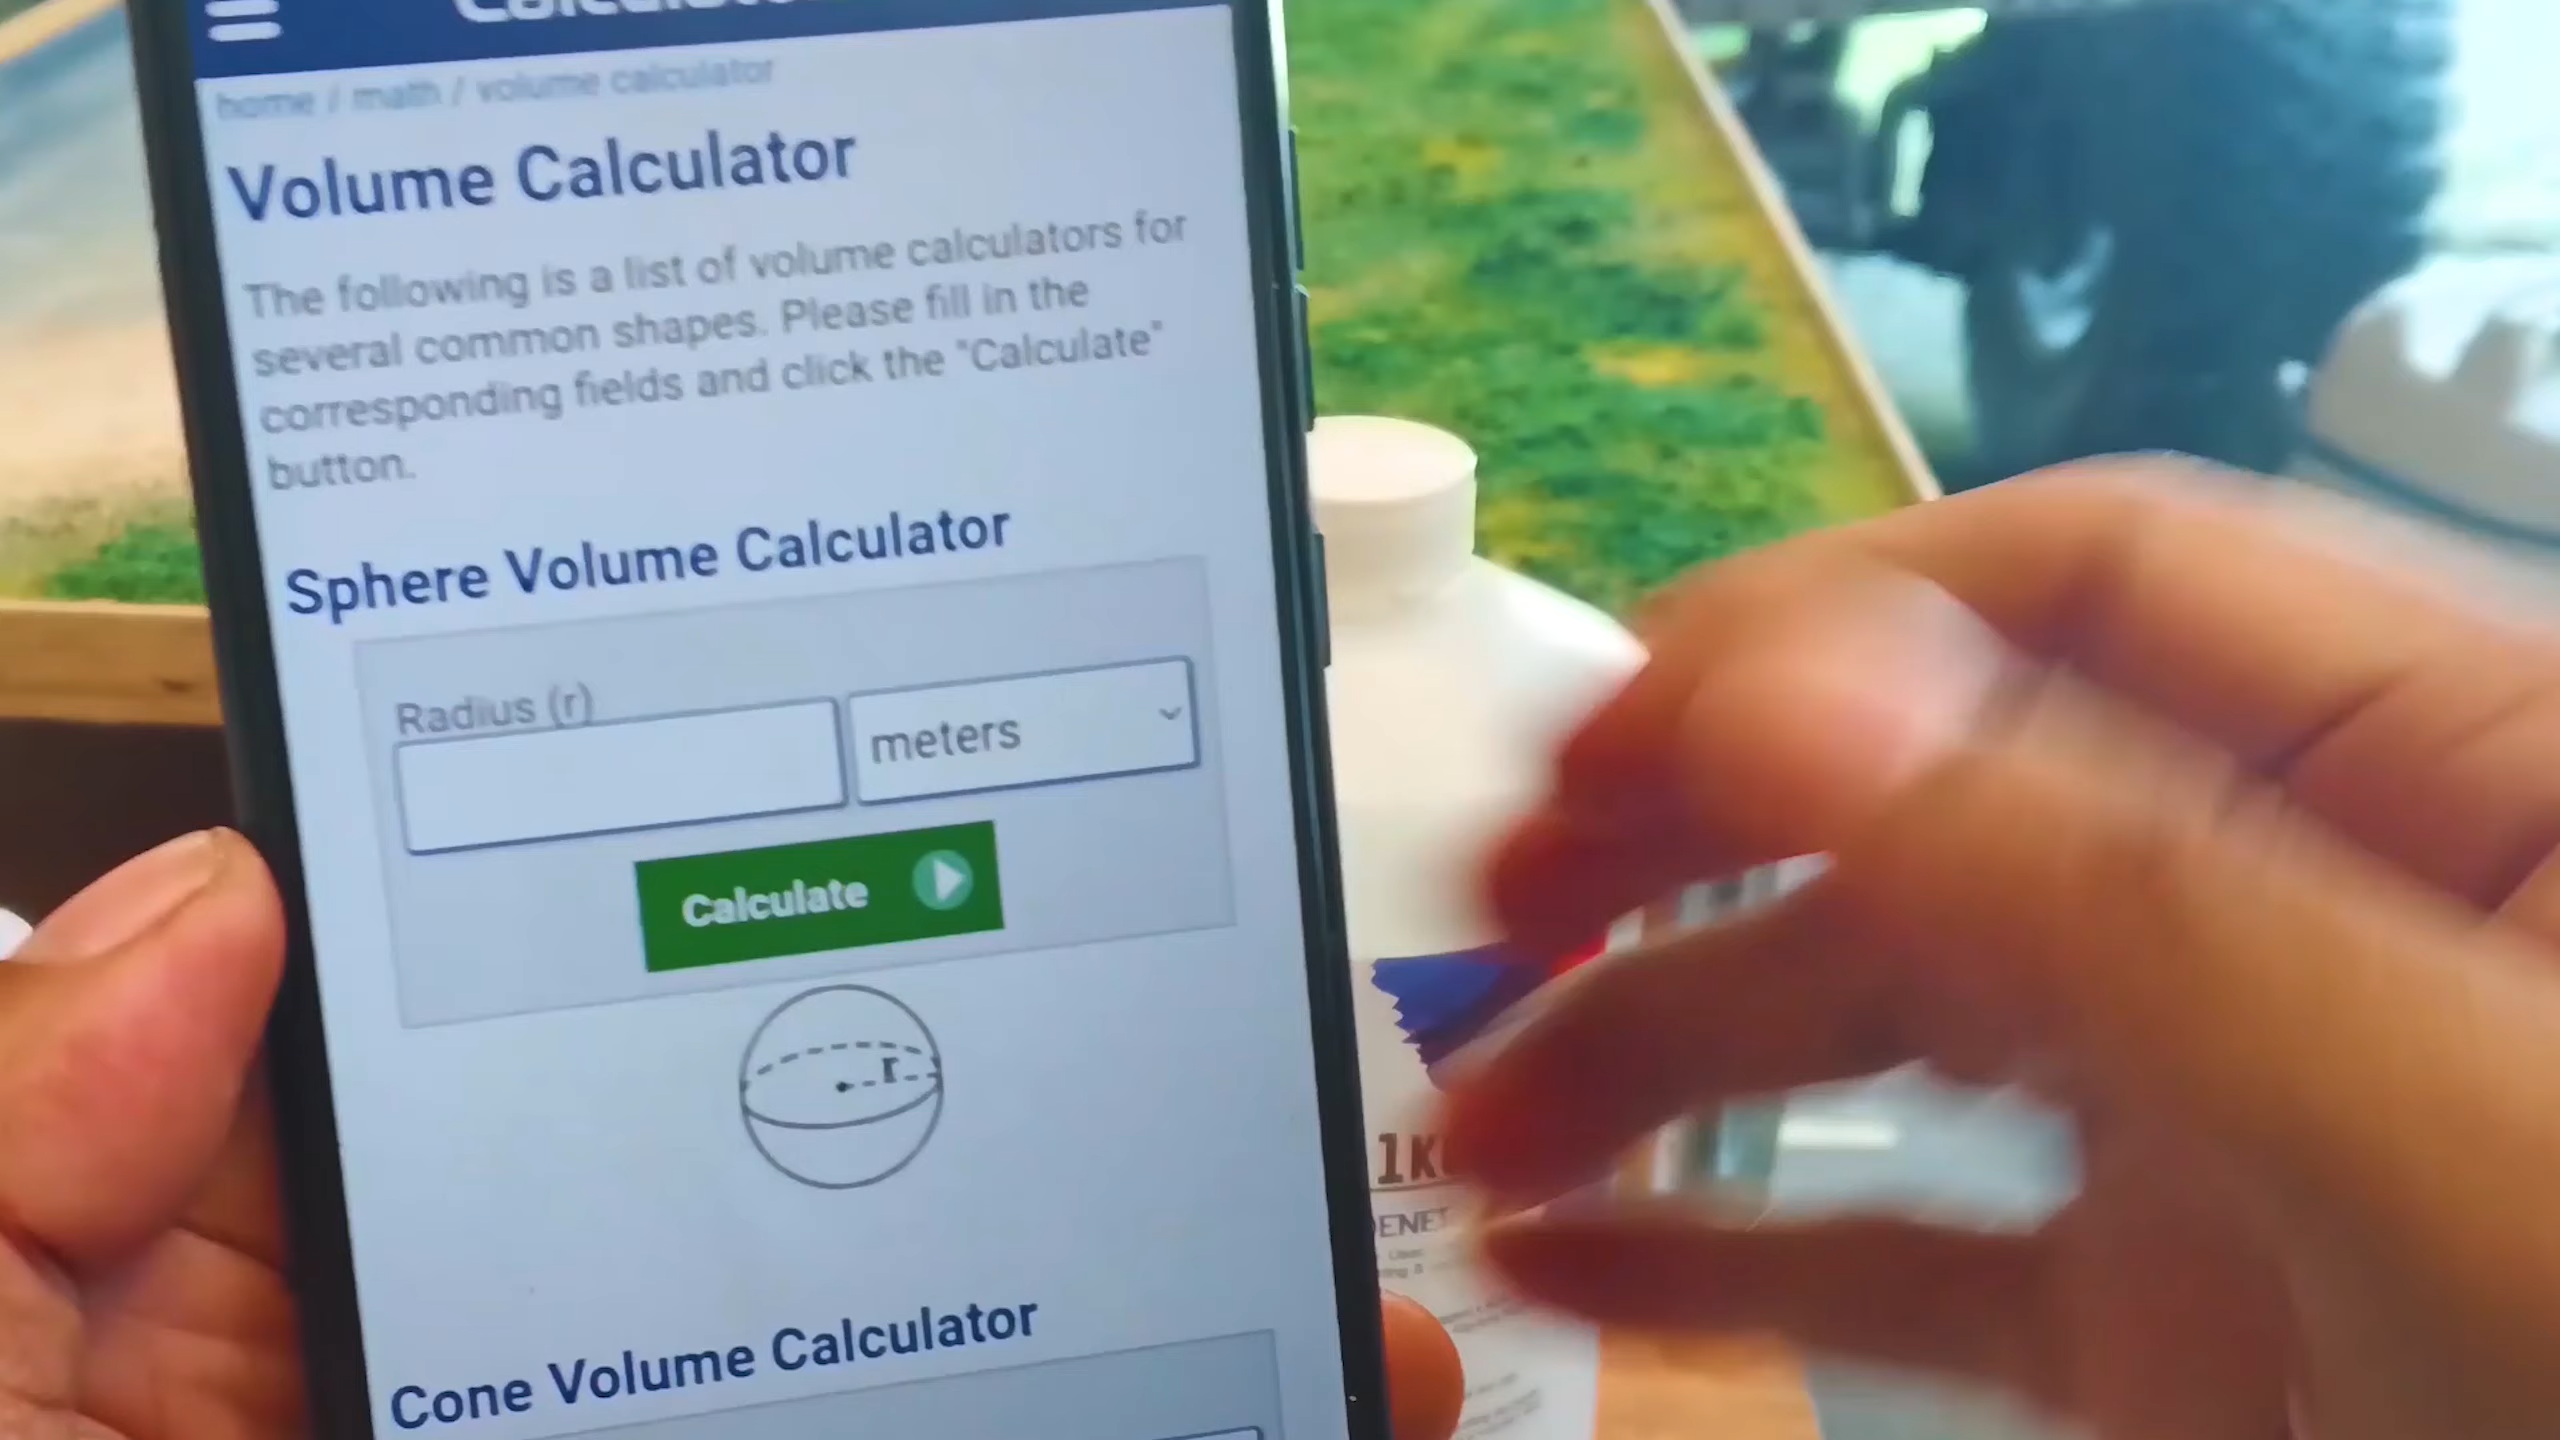 home / math / volume calculator
Volume Calculator
The following is a list of volume calculators for
several common shapes. Please fill in the
corresponding fields and click the "Calculate"
button.
Sphere Volume Calculator
Radius (r)
meters
Calculate
r
Cone Volume Calculator